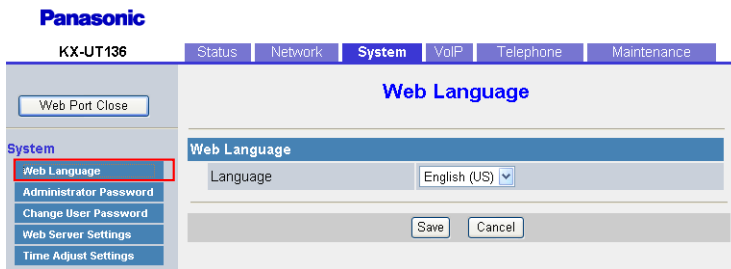 Panasonic
KX-UT136
Status Network System VoIP Telephone Maintenance
Web Port Close
Web Language
System
Web Language
Administrator Password
Change User Password
Web Server Settings
Time Adjust Settings
Web Language
Language English (US)
Save Cancel